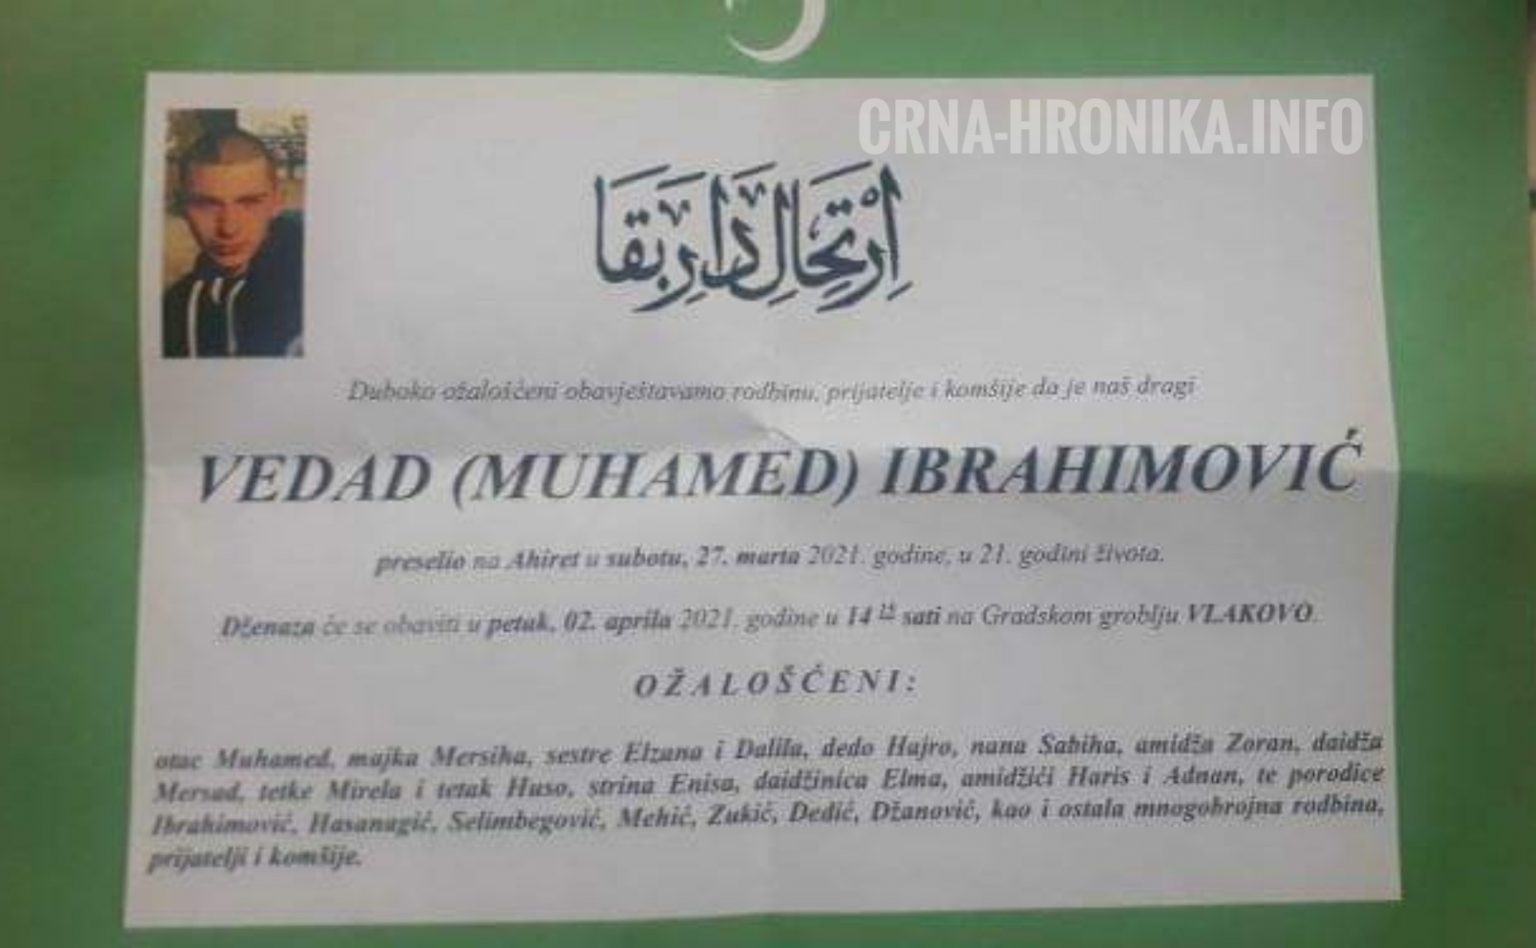 CRNA-HRONIKA.INFO
اِرْتِحَالِ دَارِ بَقَا
Duboko ožalošćeni obavještavamo rodbinu, prijatelje i komšije da je naš dragi
VEDAD (MUHAMED) IBRAHIMOVIĆ
preselio na Ahiret u subotu, 27. marta 2021. godine, u 21. godini života.
Dženaza će se obaviti u petak, 02. aprila 2021. godine u 14 15 sati na Gradskom groblju VLAKOVO.
OŽALOŠĆENI:
otac Muhamed, majka Mersiha, sestre Elzana i Dalila, dedo Hajro, nana Sabiha, amidža Zoran, daidža
Mersad, tetke Mirela i tetak Huso, strina Enisa, daidžinica Elma, amidžići Haris i Adnan, te porodice
Ibrahimović, Hasanagić, Selimbegović, Mehić, Zukić, Dedić, Džanović, kao i ostala mnogobrojna rodbina,
prijatelji i komšije.